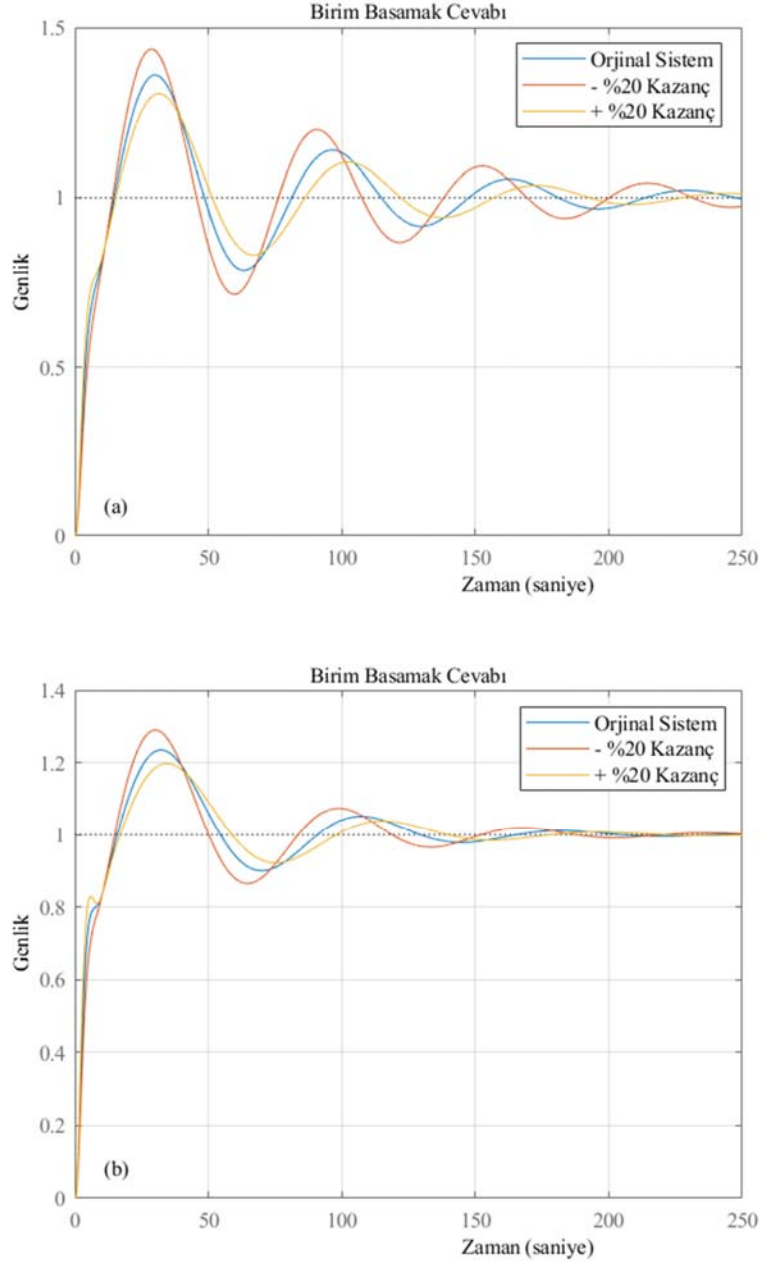 Birim Basamak Cevabı
1.5
Orjinal Sistem
- %20 Kazanç
+ %20 Kazanç
1
Genlik
0.5
(a)
0
0 50 100 150 200 250
Zaman (saniye)
Birim Basamak Cevabı
1.4
Orjinal Sistem
- %20 Kazanç
+ %20 Kazanç
1.2
1
0.8
Genlik
0.6
0.4
0.2
(b)
0
0 50 100 150 200 250
Zaman (saniye)